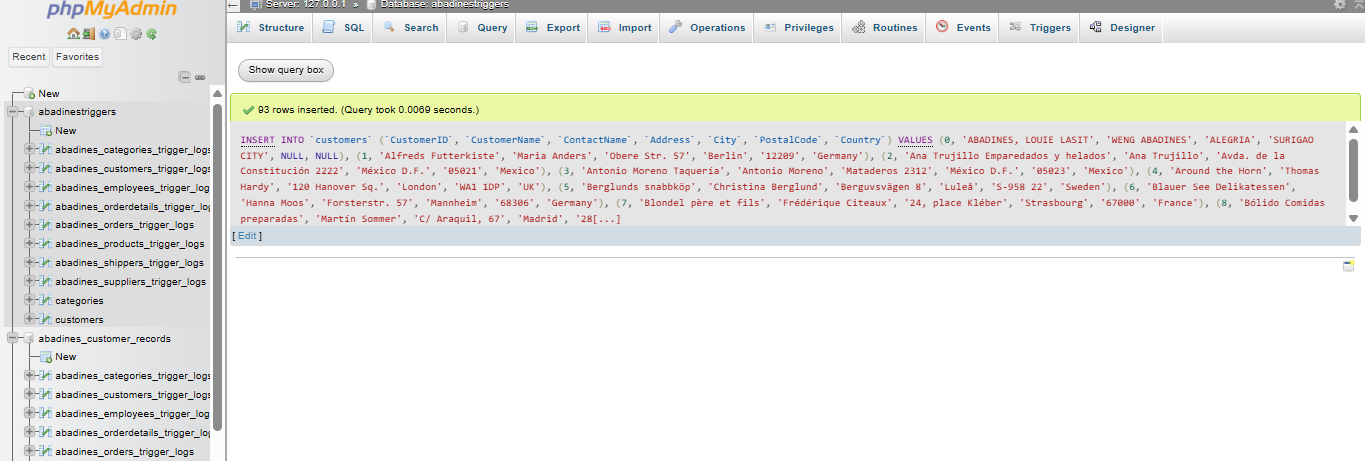 phpMyAdmin
Recent Favorites
New
abadinestriggers
New
abadines_categories_trigger_logs
abadines_customers_trigger_logs
abadines_employees_trigger_logs
abadines_orderdetails_trigger_logs
abadines_orders_trigger_logs
abadines_products_trigger_logs
abadines_shippers_trigger_logs
abadines_suppliers_trigger_logs
categories
customers
abadines_customer_records
New
abadines_categories_trigger_logs
abadines_customers_trigger_logs
abadines_employees_trigger_log
abadines_orderdetails_trigger_log
abadines_orders_trigger_logs
Server: 127.0.0.1 » Database: abadinestriggers
Structure SQL Search Query Export Import Operations Privileges Routines Events Triggers Designer
Show query box
93 rows inserted. (Query took 0.0069 seconds.)
INSERT INTO `customers` (`CustomerID`, `CustomerName`, `ContactName`, `Address`, `City`, `PostalCode`, `Country`) VALUES (0, 'ABADINES, LOUIE LASIT', 'WENG ABADINES', 'ALEGRIA', 'SURIGAO
CITY', NULL, NULL), (1, 'Alfreds Futterkiste', 'Maria Anders', 'Obere Str. 57', 'Berlin', '12209', 'Germany'), (2, 'Ana Trujillo Emparedados y helados', 'Ana Trujillo', 'Avda. de la
Constitución 2222', 'México D.F.', '05021', 'Mexico'), (3, 'Antonio Moreno Taquería', 'Antonio Moreno', 'Mataderos 2312', 'México D.F.', '05023', 'Mexico'), (4, 'Around the Horn', 'Thomas
Hardy', '120 Hanover Sq.', 'London', 'WA1 1DP', 'UK'), (5, 'Berglunds snabbköp', 'Christina Berglund', 'Berguvsvägen 8', 'Luleå', 'S-958 22', 'Sweden'), (6, 'Blauer See Delikatessen',
'Hanna Moos', 'Forsterstr. 57', 'Mannheim', '68306', 'Germany'), (7, 'Blondel père et fils', 'Frédérique Citeaux', '24, place Kléber', 'Strasbourg', '67000', 'France'), (8, 'Bólido Comidas
preparadas', 'Martín Sommer', 'C/ Araquil, 67', 'Madrid', '28[...]
[ Edit ]